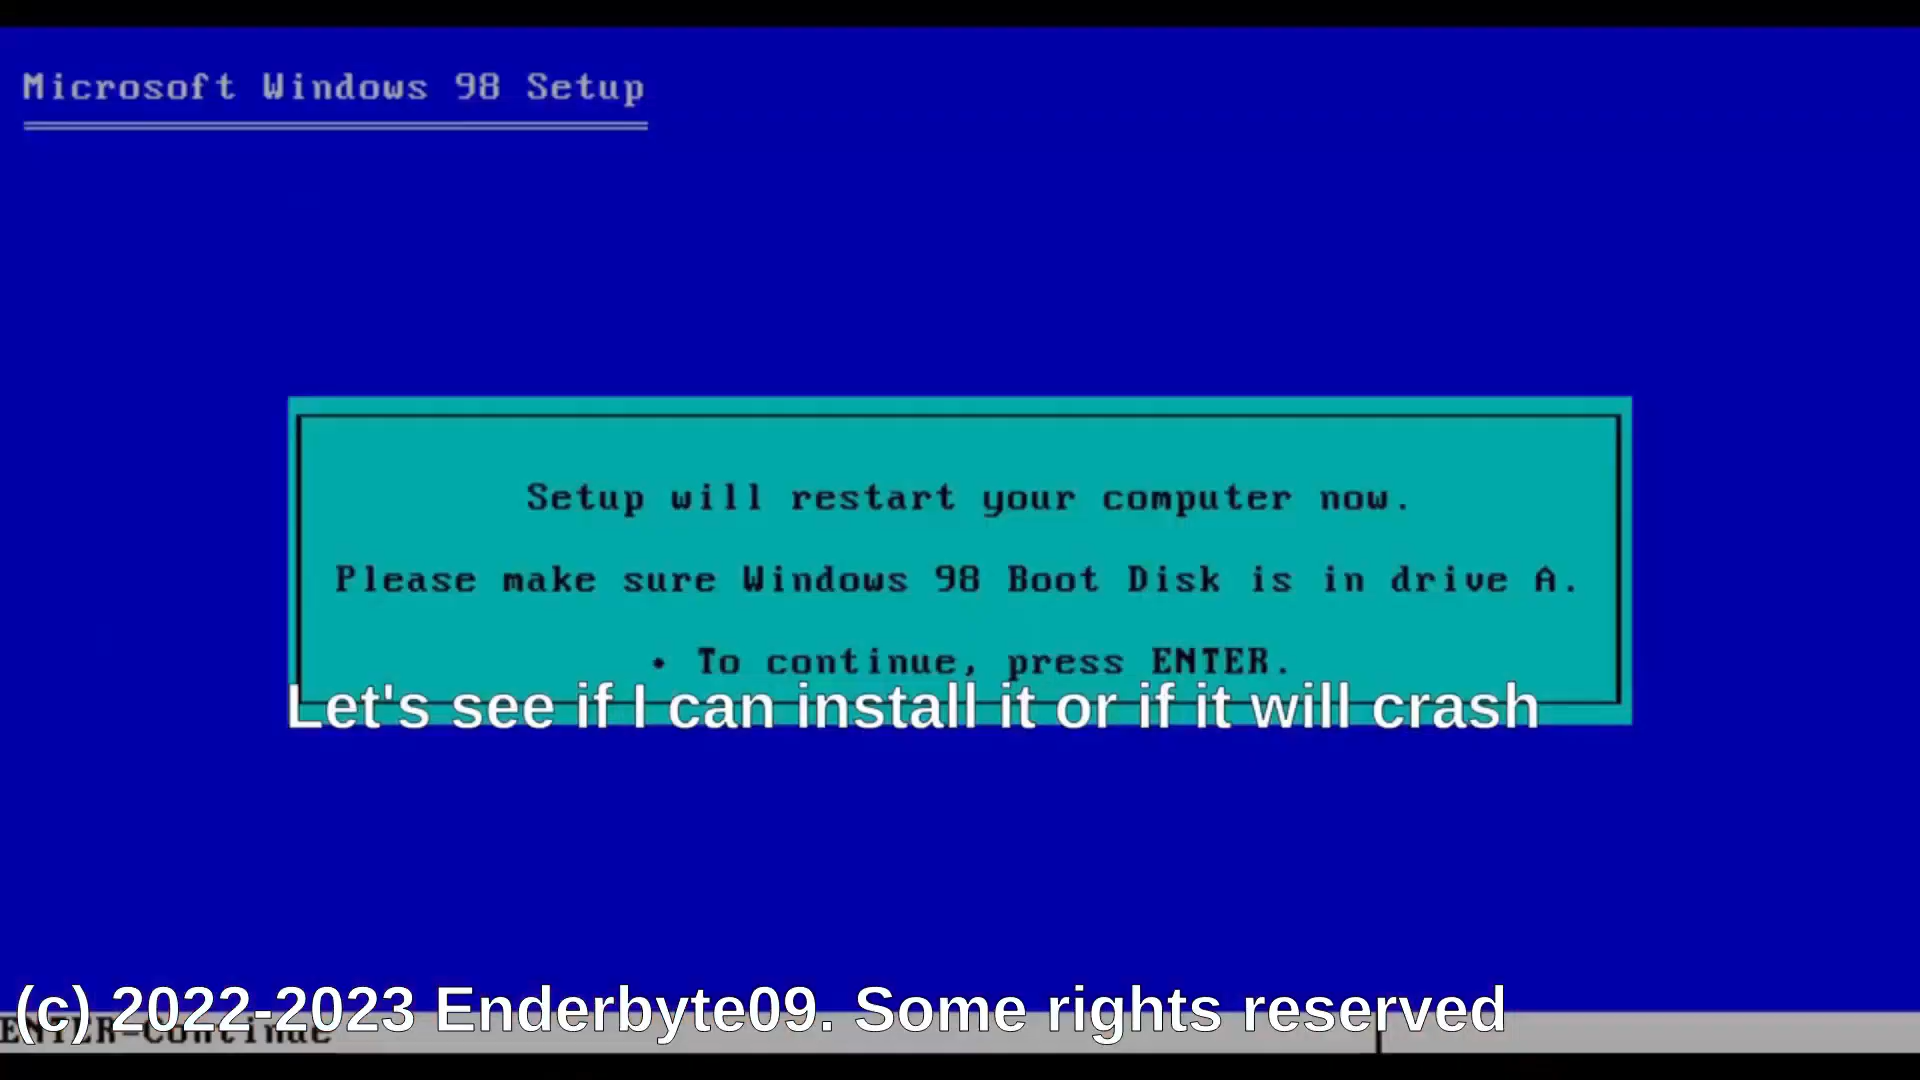 Microsoft Windows 98 Setup
Setup will restart your computer now.
Please make sure Windows 98 Boot Disk is in drive A.
• To continue, press ENTER.
Let's see if I can install it or if it will crash
(c) 2022-2023 Enderbyte09. Some rights reserved
ENTER=Continue